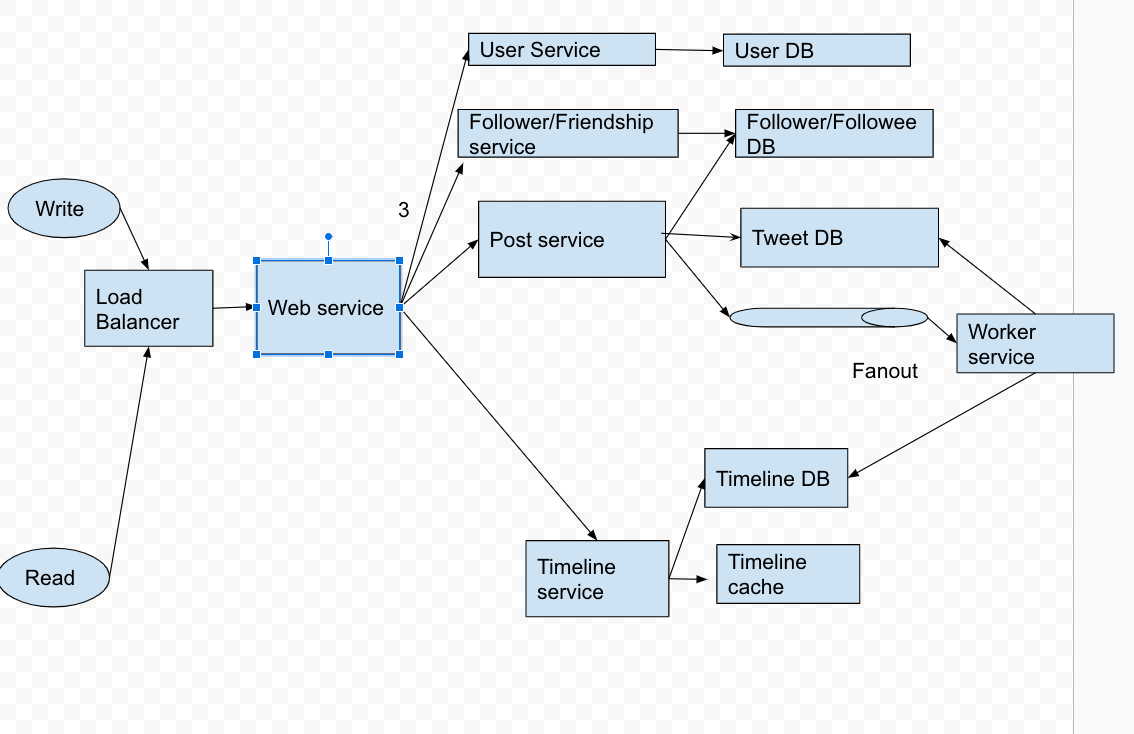 User Service
User DB
Follower/Friendship
service
Follower/Followee
DB
Write
3
Post service
Tweet DB
Load
Balancer
Web service
Worker
service
Fanout
Timeline DB
Read
Timeline
service
Timeline
cache